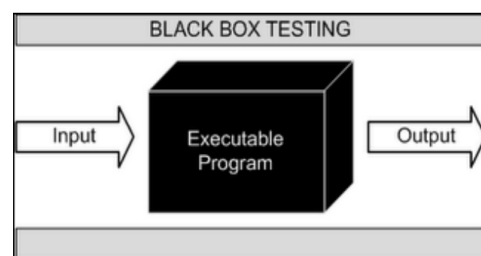 BLACK BOX TESTING
Input
Executable
Program
Output